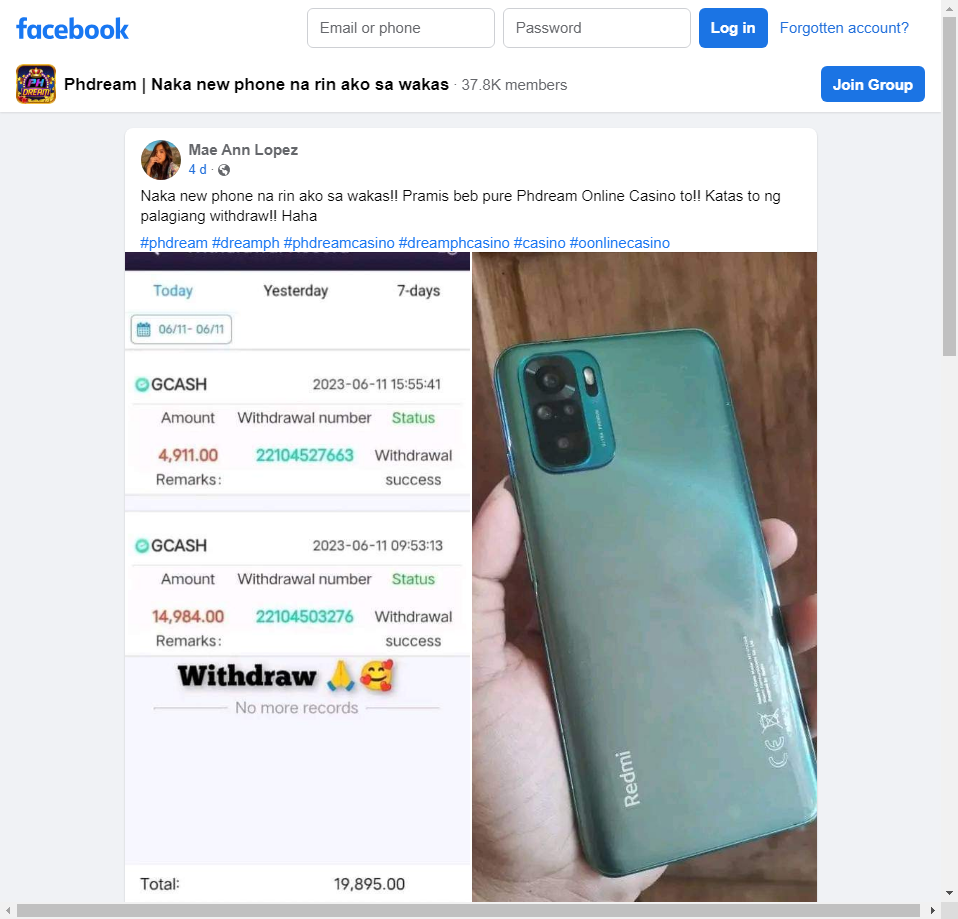 facebook
Email or phone
Password
Log in
Forgotten account?
PH
DREAM
Phdream | Naka new phone na rin ako sa wakas · 37.8K members
Join Group
Mae Ann Lopez
4 d ·
Naka new phone na rin ako sa wakas!! Pramis beb pure Phdream Online Casino to!! Katas to ng
palagiang withdraw!! Haha
#phdream #dreamph #phdreamcasino #dreamphcasino #casino #oonlinecasino
Today Yesterday 7-days
06/11- 06/11
GCASH 2023-06-11 15:55:41
Amount Withdrawal number Status
4,911.00 22104527663 Withdrawal
Remarks: success
GCASH 2023-06-11 09:53:13
Amount Withdrawal number Status
14,984.00 22104503276 Withdrawal
Remarks: success
Withdraw 🙏🥰
No more records
Total: 19,895.00
Redmi